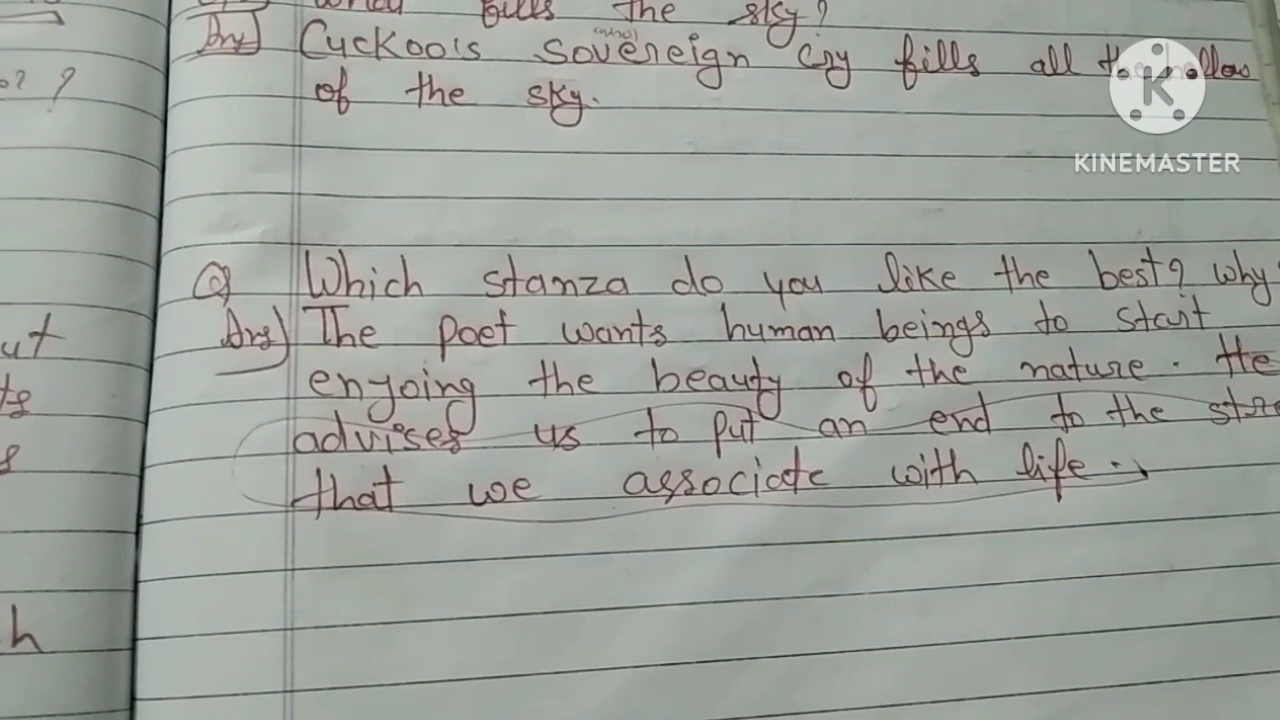 fills the sky?
Ans) Cuckoo's sovereign cry fills all the hollow
of the sky.
KINEMASTER
Q Which stanza do you like the best? why?
Ans) The poet wants human beings to start
enyoing the beauty of the nature. He
advises us to put an end to the
that we associate with life.
o? ?
ut
h